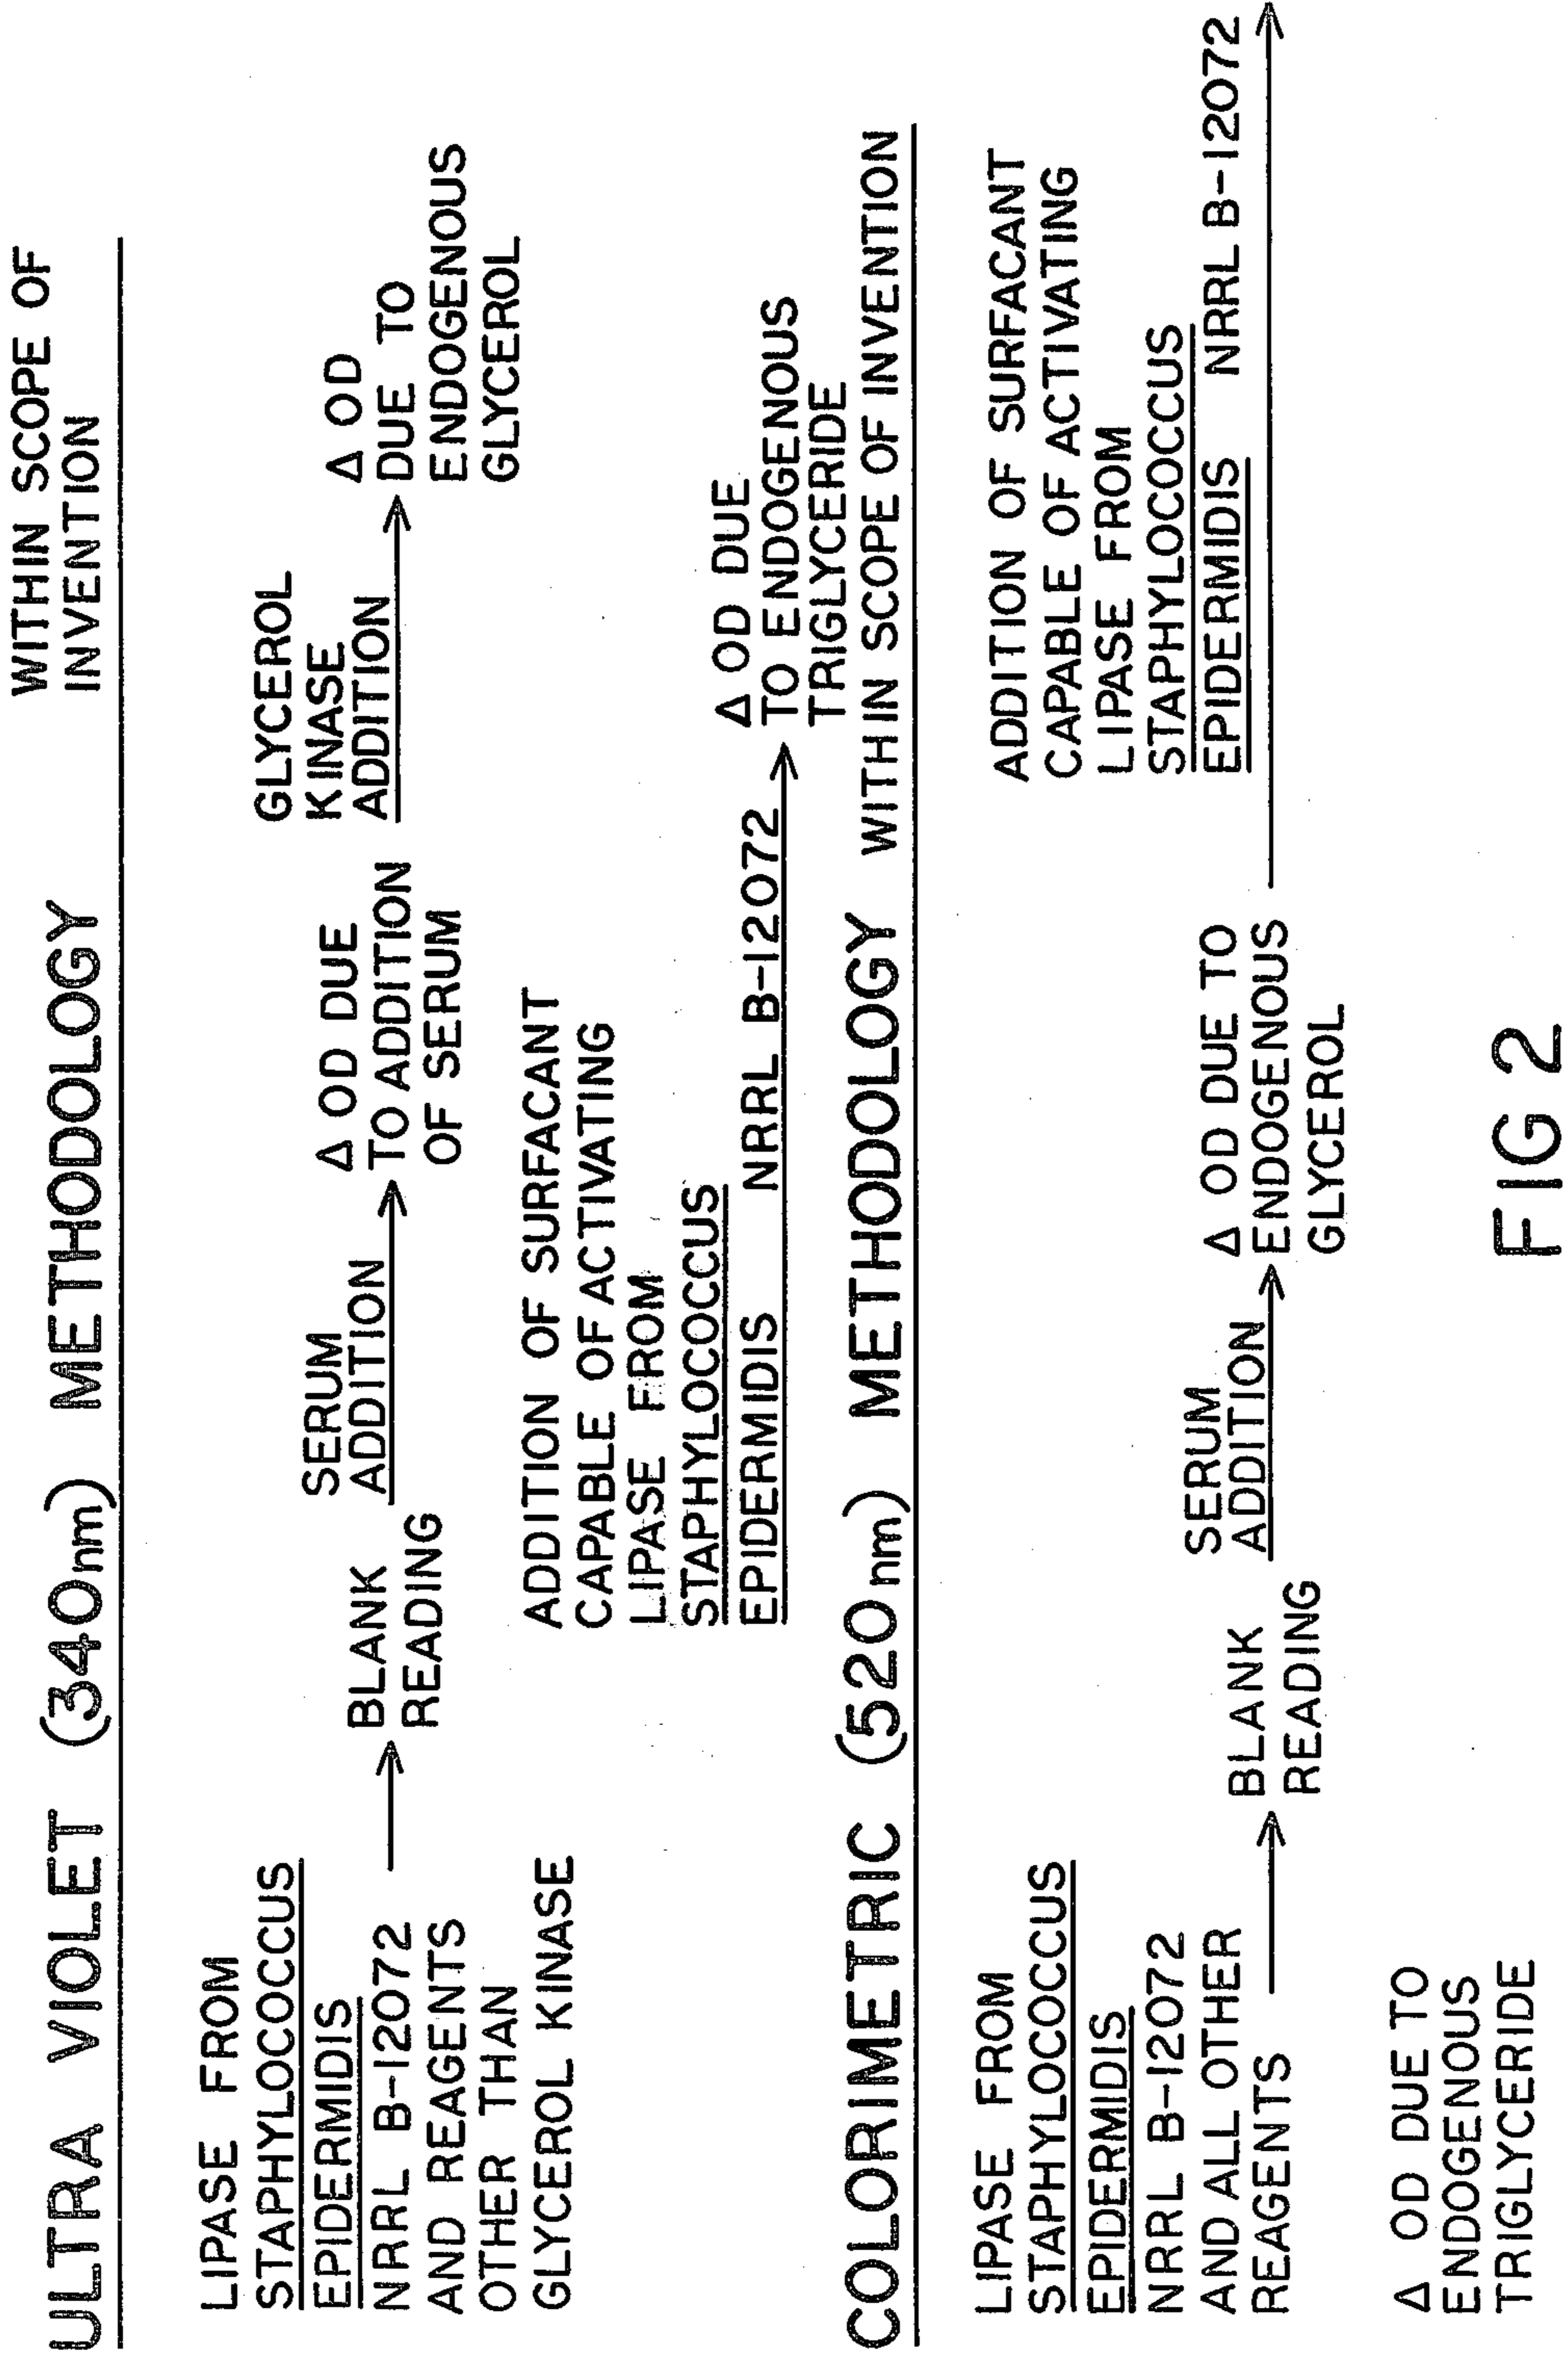 ULTRA VIOLET (340nm) METHODOLOGY WITHIN SCOPE OF
INVENTION
LIPASE FROM
STAPHYLOCOCCUS
EPIDERMIDIS
NRRL B-12072
AND REAGENTS
OTHER THAN
GLYCEROL KINASE
→
BLANK
READING
SERUM
ADDITION
→
Δ OD DUE
TO ADDITION
OF SERUM
GLYCEROL
KINASE
ADDITION
→
Δ OD
DUE TO
ENDOGENOUS
GLYCEROL
ADDITION OF SURFACANT
CAPABLE OF ACTIVATING
LIPASE FROM
STAPHYLOCOCCUS
EPIDERMIDIS NRRL B-12072
→
Δ OD DUE
TO ENDOGENOUS
TRIGLYCERIDE
COLORIMETRIC (520nm) METHODOLOGY WITHIN SCOPE OF INVENTION
LIPASE FROM
STAPHYLOCOCCUS
EPIDERMIDIS
NRRL B-12072
AND ALL OTHER
REAGENTS
→
BLANK
READING
SERUM
ADDITION
→
Δ OD DUE TO
ENDOGENOUS
GLYCEROL
ADDITION OF SURFACANT
CAPABLE OF ACTIVATING
LIPASE FROM
STAPHYLOCOCCUS
EPIDERMIDIS NRRL B-12072
→
Δ OD DUE TO
ENDOGENOUS
TRIGLYCERIDE
FIG 2